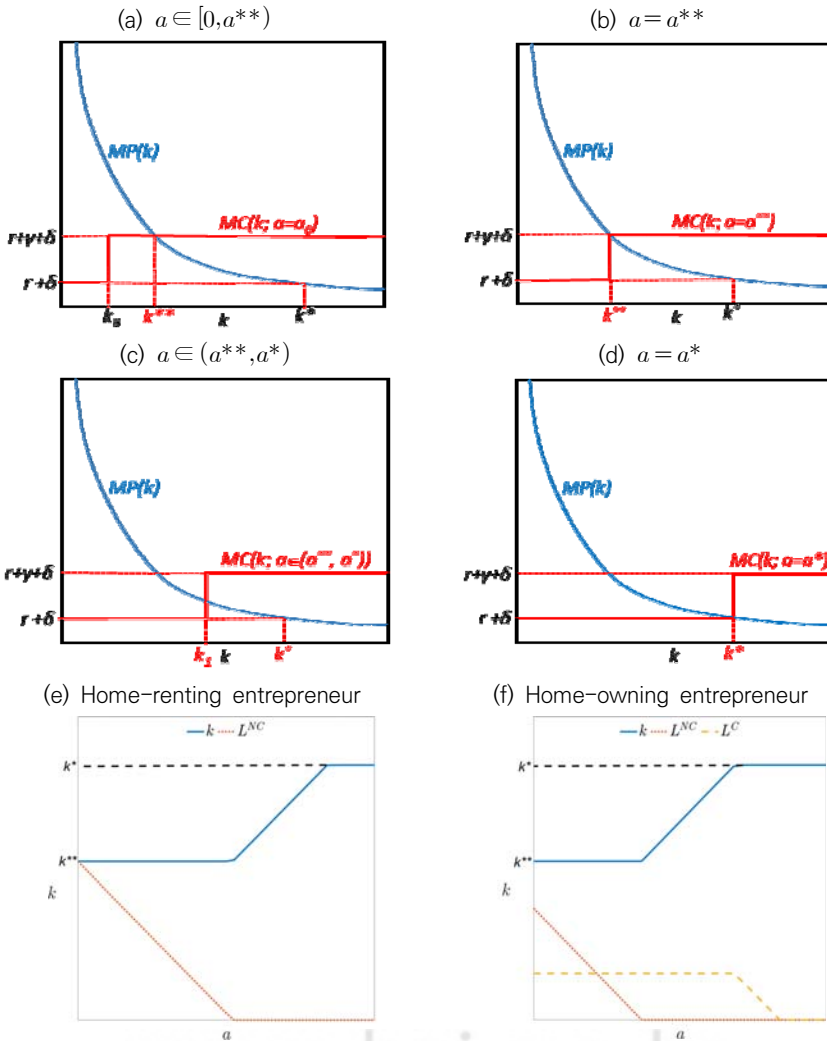 (a) a ∈ [0, a**)
(b) a = a**
MP(k)
MC(k; a=a₀)
r+γ+δ
r+δ
k** k k*
MP(k)
MC(k; a=a**)
r+γ+δ
r+δ
k** k k*
(c) a ∈ (a**, a*)
(d) a = a*
MP(k)
MC(k; a∈(a**, a*))
r+γ+δ
r+δ
k₁ k k*
MP(k)
MC(k; a=a*)
r+γ+δ
r+δ
k k*
(e) Home-renting entrepreneur
(f) Home-owning entrepreneur
k L^NC
k*
k**
k
a
k L^NC L^C
k*
k**
k
a